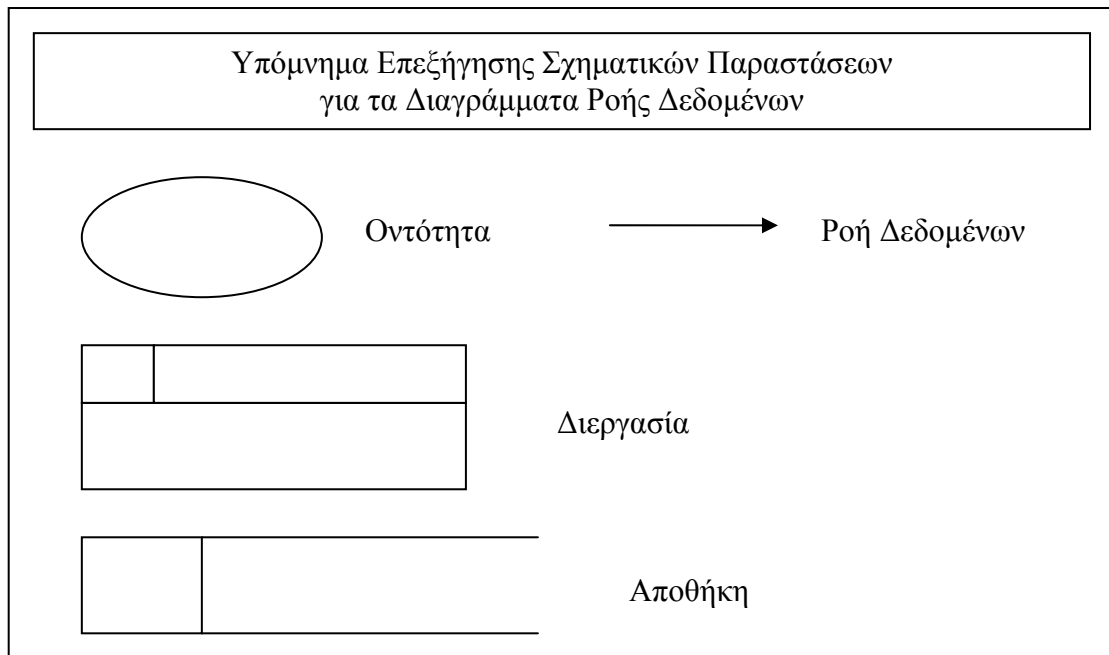 Υπόμνημα Επεξήγησης Σχηματικών Παραστάσεων
για τα Διαγράμματα Ροής Δεδομένων
Οντότητα
Ροή Δεδομένων
Διεργασία
Αποθήκη